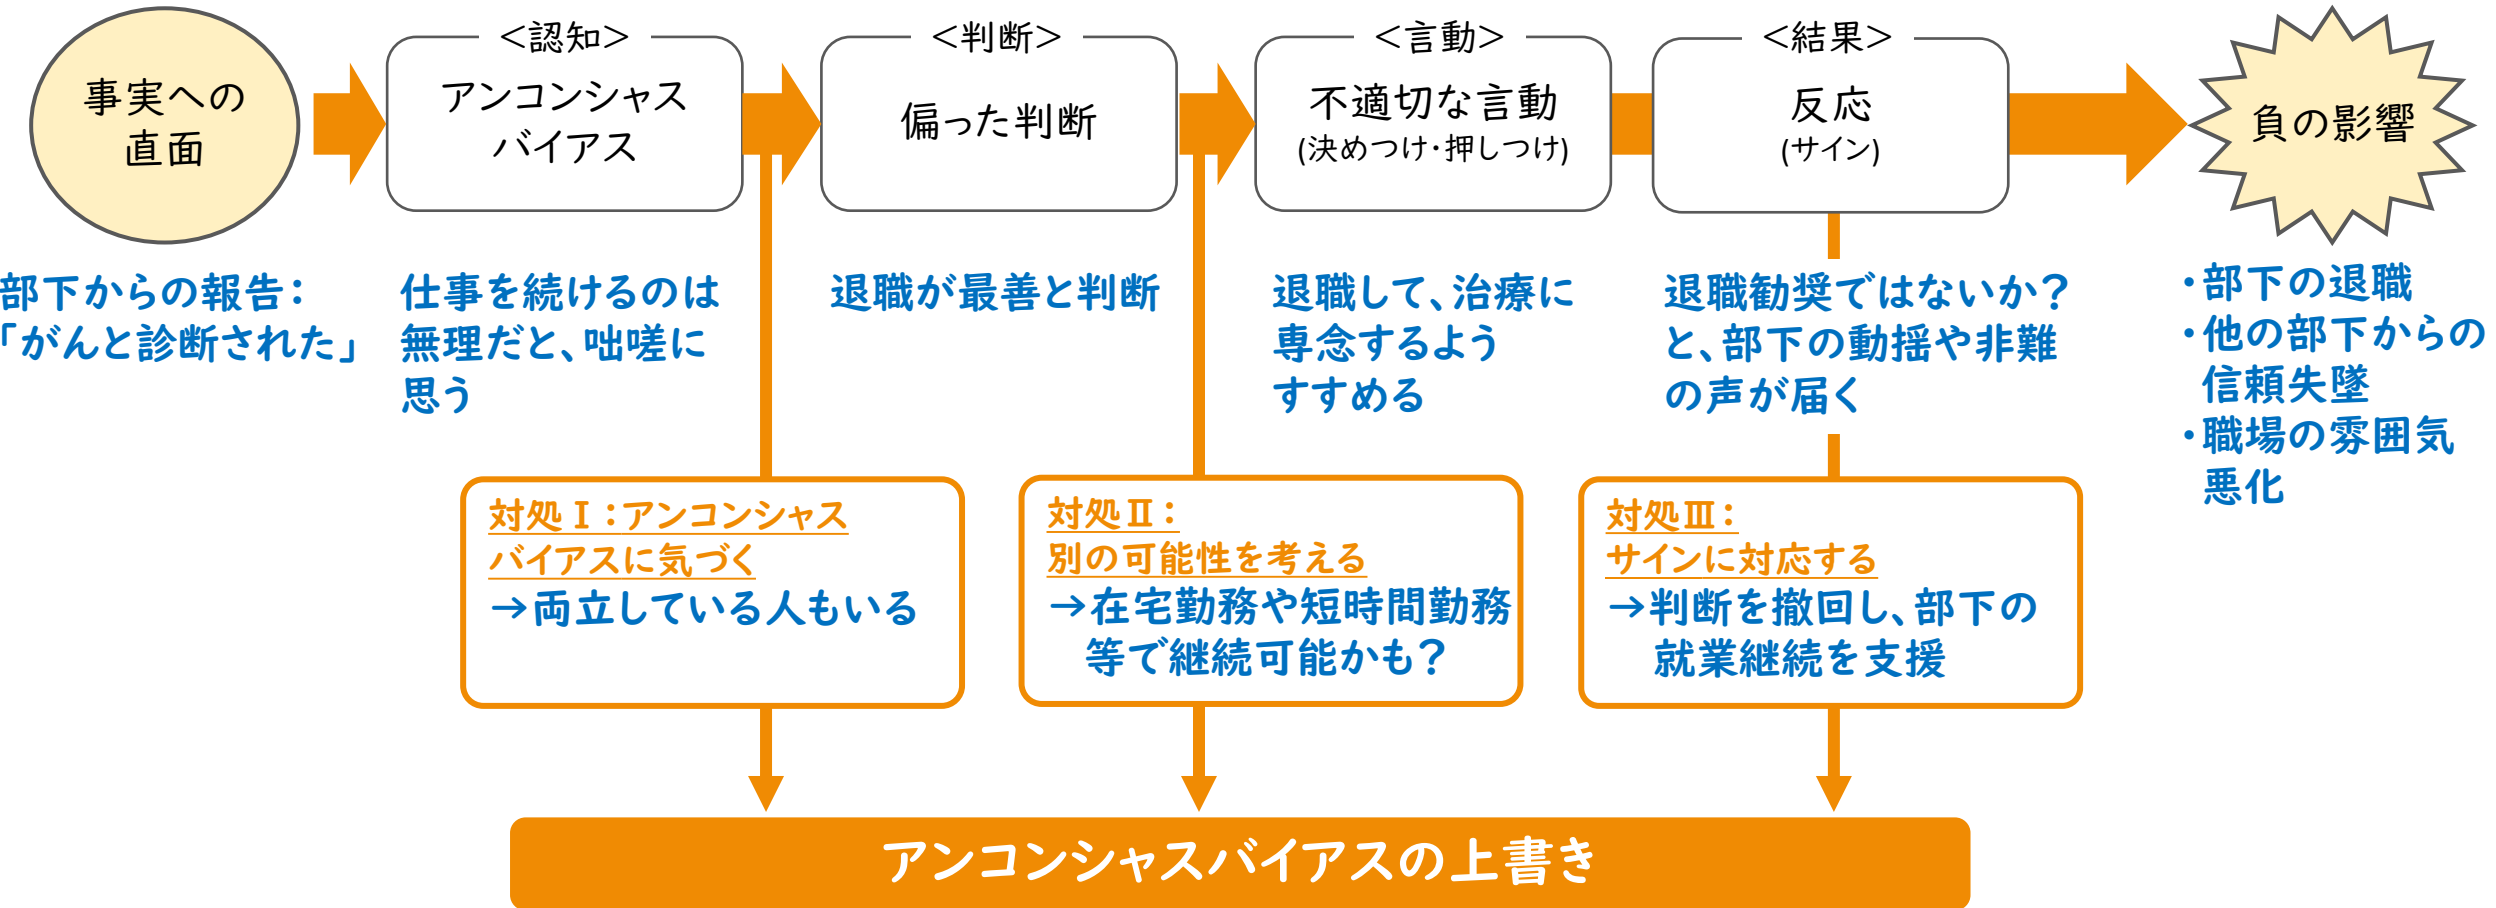 事実への
直面
<認知>
アンコンシャス
バイアス
<判断>
偏った判断
<言動>
不適切な言動
(決めつけ・押しつけ)
<結果>
反応
(サイン)
負の影響
部下からの報告：
「がんと診断された」
仕事を続けるのは
無理だと、咄嗟に
思う
退職が最善と判断
退職して、治療に
専念するよう
すすめる
退職勧奨ではないか？
と、部下の動揺や非難
の声が届く
・部下の退職
・他の部下からの
信頼失墜
・職場の雰囲気
悪化
対処Ⅰ：アンコンシャス
バイアスに気づく
→両立している人もいる
対処Ⅱ：
別の可能性を考える
→在宅勤務や短時間勤務
等で継続可能かも？
対処Ⅲ：
サインに対応する
→判断を撤回し、部下の
就業継続を支援
アンコンシャスバイアスの上書き